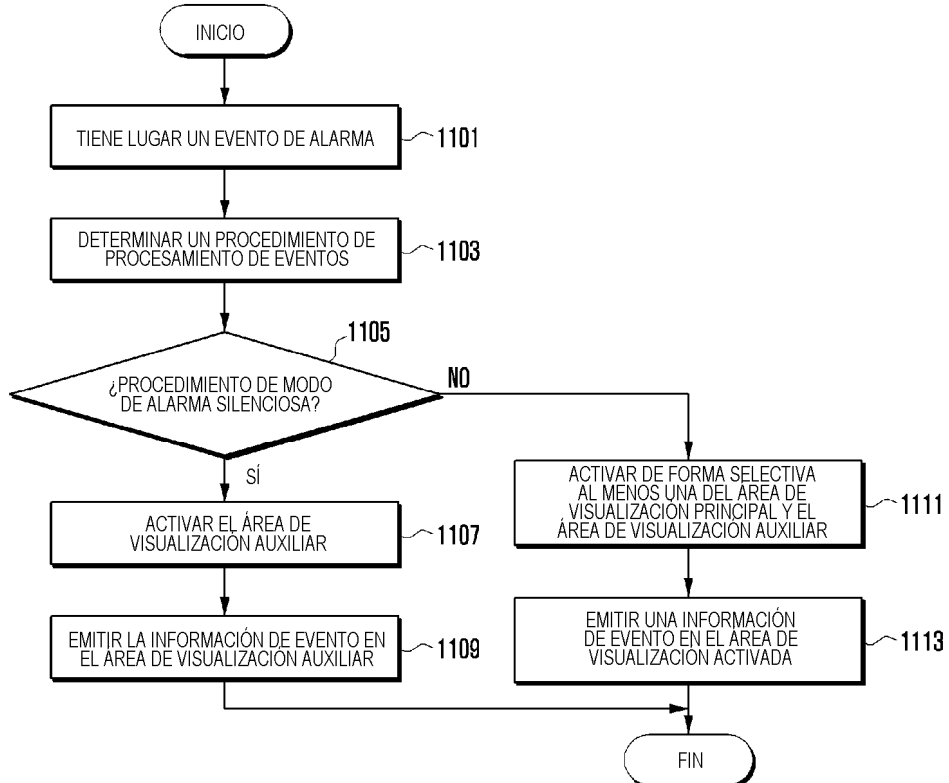 INICIO
TIENE LUGAR UN EVENTO DE ALARMA
1101
DETERMINAR UN PROCEDIMIENTO DE
PROCESAMIENTO DE EVENTOS
1103
1105
¿PROCEDIMIENTO DE MODO
DE ALARMA SILENCIOSA?
NO
SÍ
ACTIVAR EL ÁREA DE
VISUALIZACIÓN AUXILIAR
1107
EMITIR LA INFORMACIÓN DE EVENTO EN
EL ÁREA DE VISUALIZACIÓN AUXILIAR
1109
ACTIVAR DE FORMA SELECTIVA
AL MENOS UNA DEL ÁREA DE
VISUALIZACIÓN PRINCIPAL Y EL
ÁREA DE VISUALIZACIÓN AUXILIAR
1111
EMITIR UNA INFORMACIÓN
DE EVENTO EN EL ÁREA DE
VISUALIZACIÓN ACTIVADA
1113
FIN